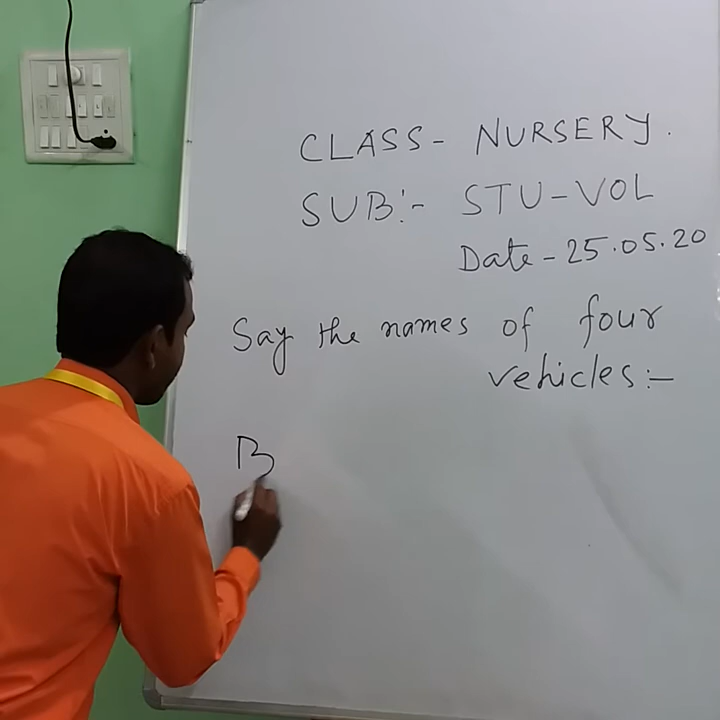 CLASS- NURSERY.
SUB:- STU-VOL
Date-25.05.20
Say the names of four
vehicles:-
B